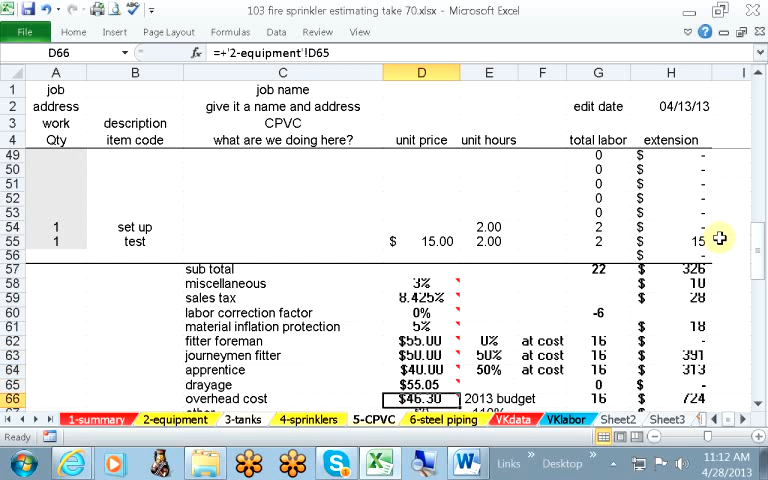 103 fire sprinkler estimating take 70.xlsx - Microsoft Excel
File Home Insert Page Layout Formulas Data Review View
D66 fx =+'2-equipment'!D65
A B C D E F G H I
1 job job name
2 address give it a name and address edit date 04/13/13
3 work description CPVC
4 Qty item code what are we doing here? unit price unit hours total labor extension
49 0 $ -
50 0 $ -
51 0 $ -
52 0 $ -
53 0 $ -
54 1 set up 2.00 2 $ -
55 1 test $ 15.00 2.00 2 $ 15
56 $ -
57 sub total 22 $ 326
58 miscellaneous 3% $ 10
59 sales tax 8.425% $ 28
60 labor correction factor 0% -6
61 material inflation protection 5% $ 18
62 fitter foreman $55.00 0% at cost 16 $ -
63 journeymen fitter $50.00 50% at cost 16 $ 391
64 apprentice $40.00 50% at cost 16 $ 313
65 drayage $55.05 0 $ -
66 overhead cost $46.30 2013 budget 16 $ 724
1-summary 2-equipment 3-tanks 4-sprinklers 5-CPVC 6-steel piping VKdata VKlabor Sheet2 Sheet3
Ready
Links » Desktop » 11:12 AM
4/28/2013